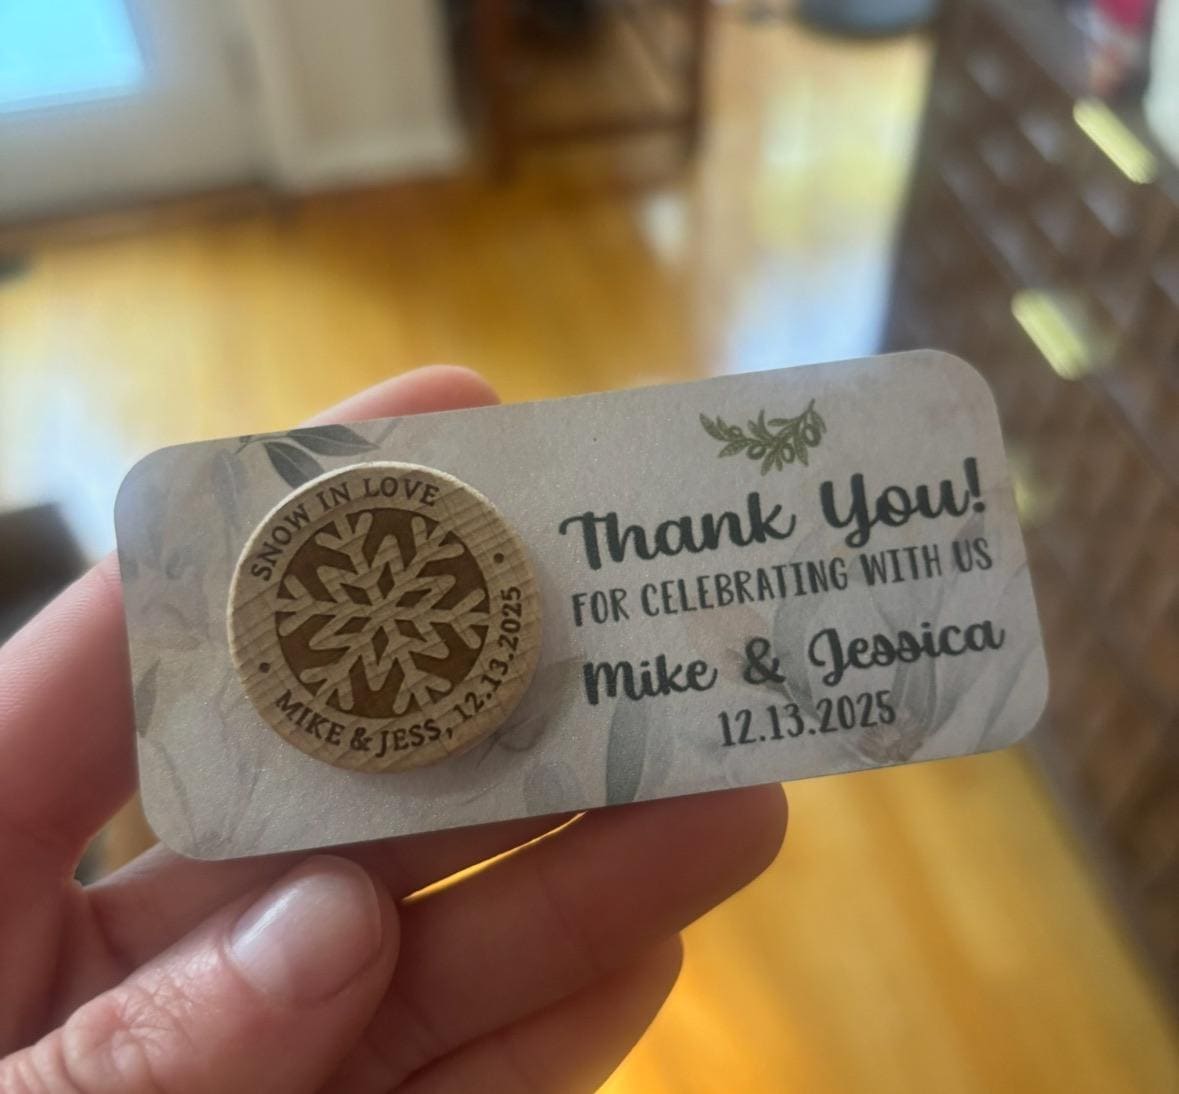 SNOW IN LOVE
MIKE & JESS, 12.13.2025
Thank You!
FOR CELEBRATING WITH US
Mike & Jessica
12.13.2025